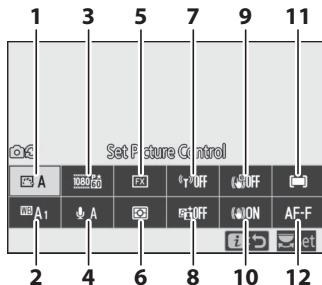 1 3 5 7 9 11
Set Picture Control
A 1080 60 FX OFF OFF
WB A1 A OFF ON AF-F
i
2 4 6 8 10 12